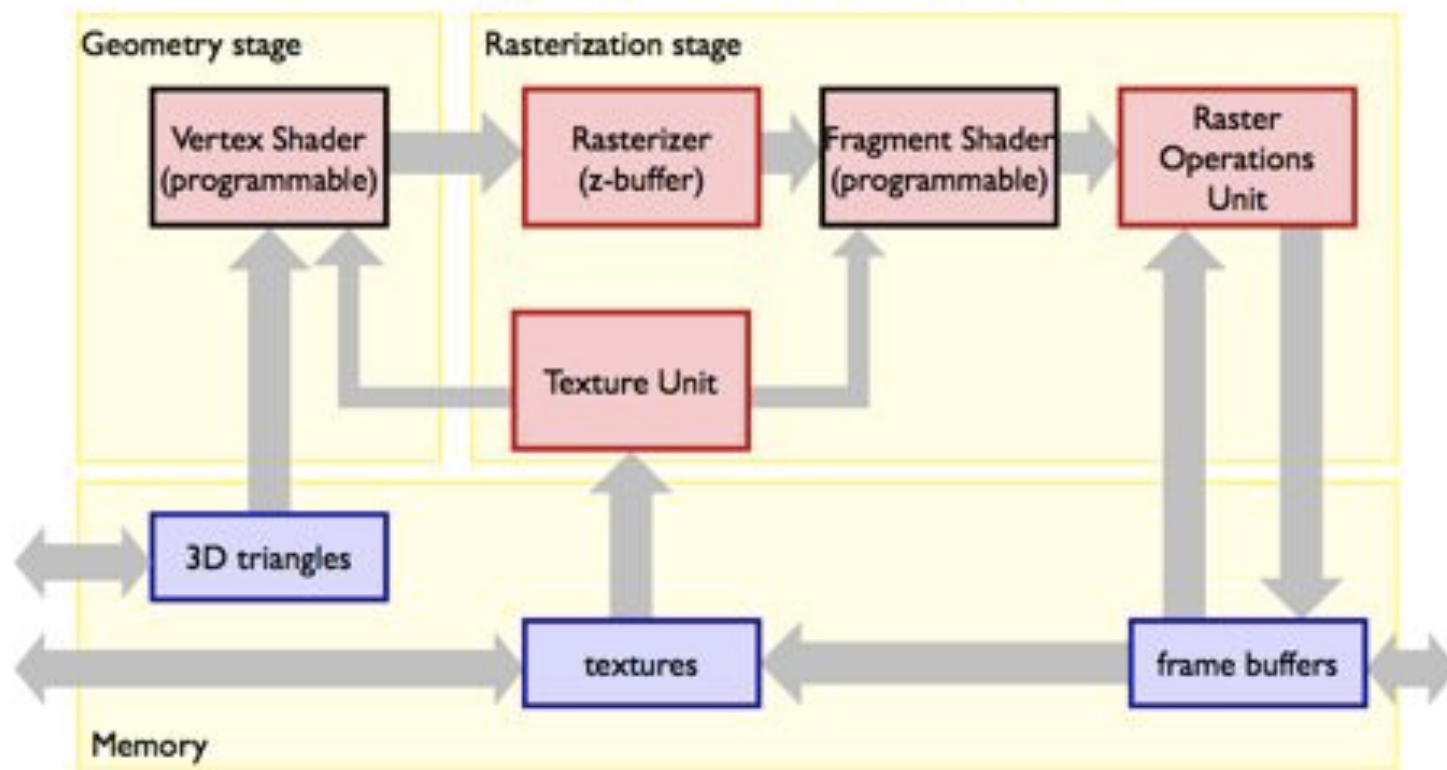 Geometry stage
Rasterization stage
Vertex Shader
(programmable)
Rasterizer
(z-buffer)
Fragment Shader
(programmable)
Raster
Operations
Unit
Texture Unit
3D triangles
textures
frame buffers
Memory